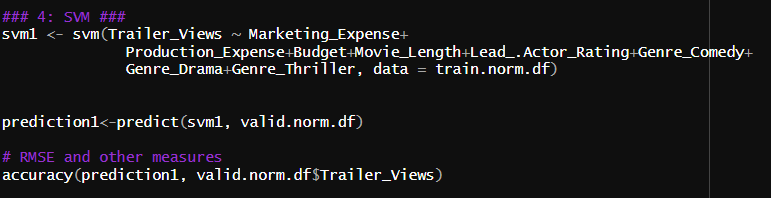 ### 4: SVM ###
svm1 <- svm(Trailer_Views ~ Marketing_Expense+
Production_Expense+Budget+Movie_Length+Lead_.Actor_Rating+Genre_Comedy+
Genre_Drama+Genre_Thriller, data = train.norm.df)
prediction1<-predict(svm1, valid.norm.df)
# RMSE and other measures
accuracy(prediction1, valid.norm.df$Trailer_Views)